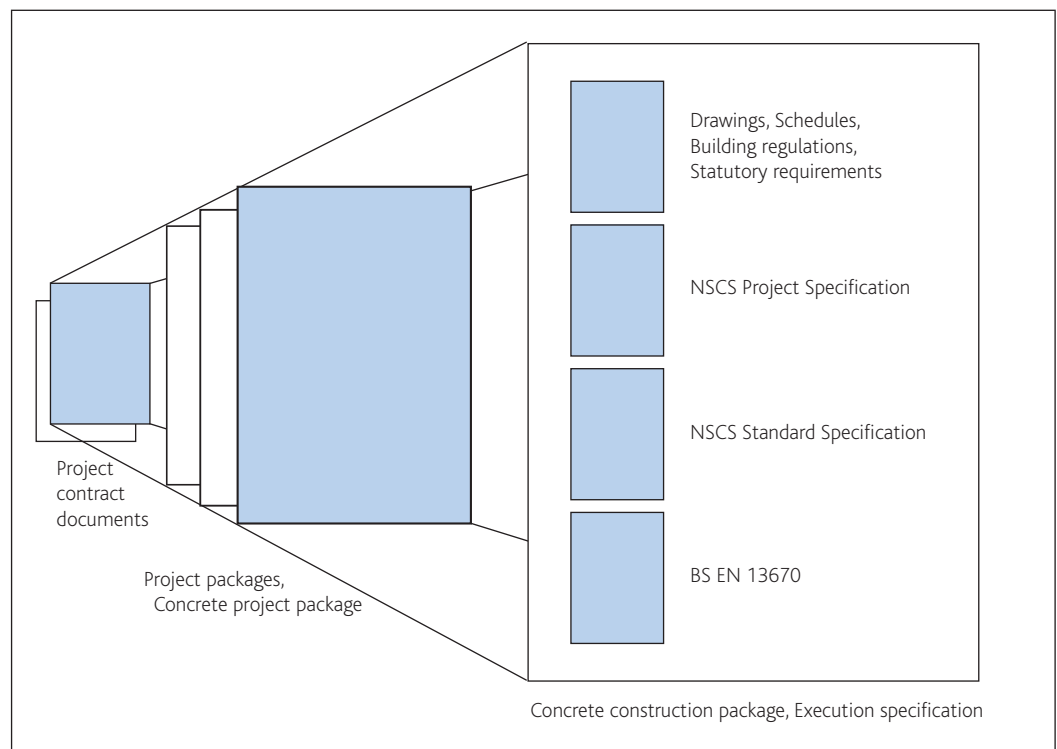 Drawings, Schedules,
Building regulations,
Statutory requirements
NSCS Project Specification
NSCS Standard Specification
BS EN 13670
Project
contract
documents
Project packages,
Concrete project package
Concrete construction package, Execution specification